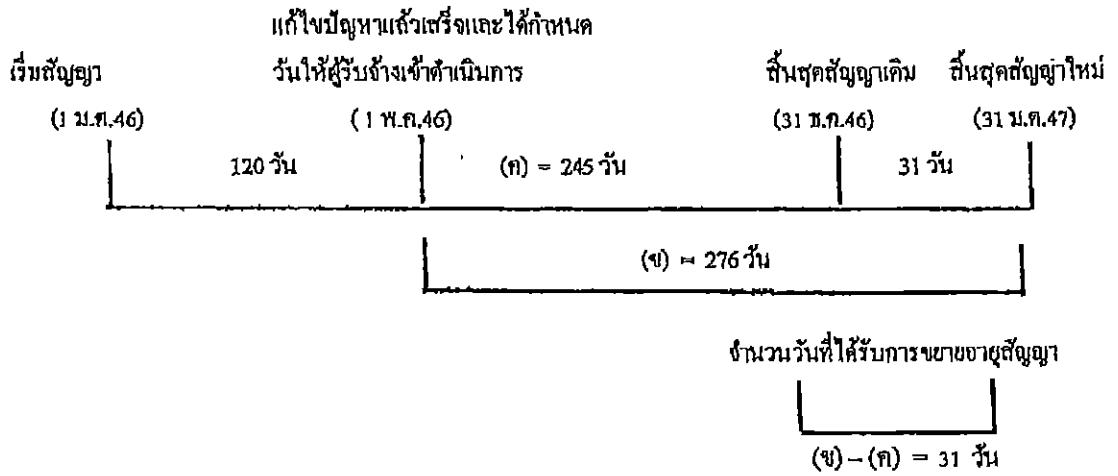 แก้ไขปัญหาแล้วเสร็จและได้กำหนด
เริ่มสัญญา วันให้ผู้รับจ้างเข้าดำเนินการ สิ้นสุดสัญญาเดิม สิ้นสุดสัญญาใหม่
(1 ม.ค.46) (1 พ.ค.46) (31 ธ.ค.46) (31 ม.ค.47)
120 วัน (ค) = 245 วัน 31 วัน
(ข) = 276 วัน
จำนวนวันที่ได้รับการขยายอายุสัญญา
(ข) – (ค) = 31 วัน